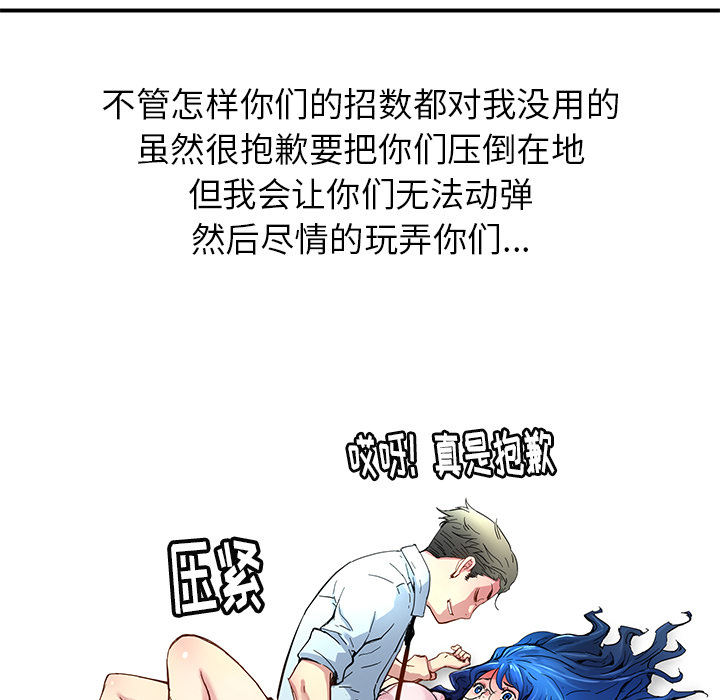 不管怎样你们的招数都对我没用的
虽然很抱歉要把你们压倒在地
但我会让你们无法动弹
然后尽情的玩弄你们...
哎呀! 真是抱歉
压紧